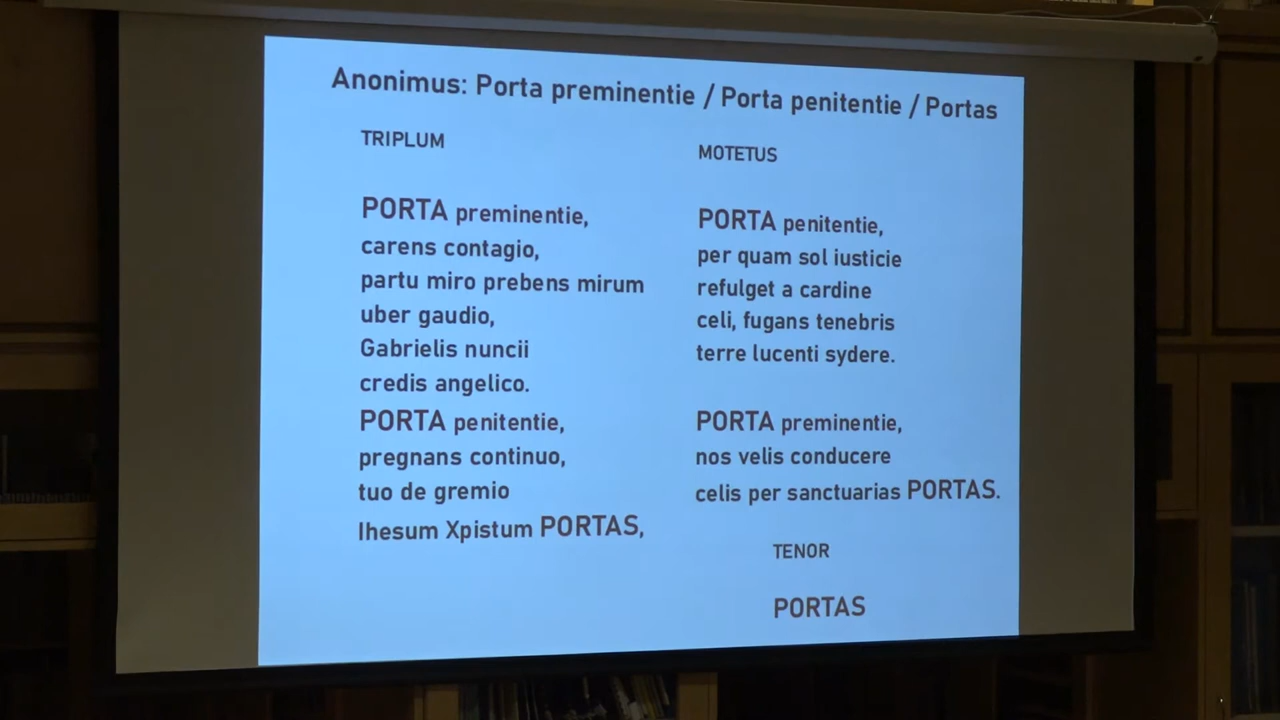 Anonimus: Porta preminentie / Porta penitentie / Portas
TRIPLUM
PORTA preminentie,
carens contagio,
partu miro prebens mirum
uber gaudio,
Gabrielis nuncii
credis angelico.
PORTA penitentie,
pregnans continuo,
tuo de gremio
Ihesum Xpistum PORTAS,
MOTETUS
PORTA penitentie,
per quam sol iusticie
refulget a cardine
celi, fugans tenebris
terre lucenti sydere.
PORTA preminentie,
nos velis conducere
celis per sanctuarias PORTAS.
TENOR
PORTAS